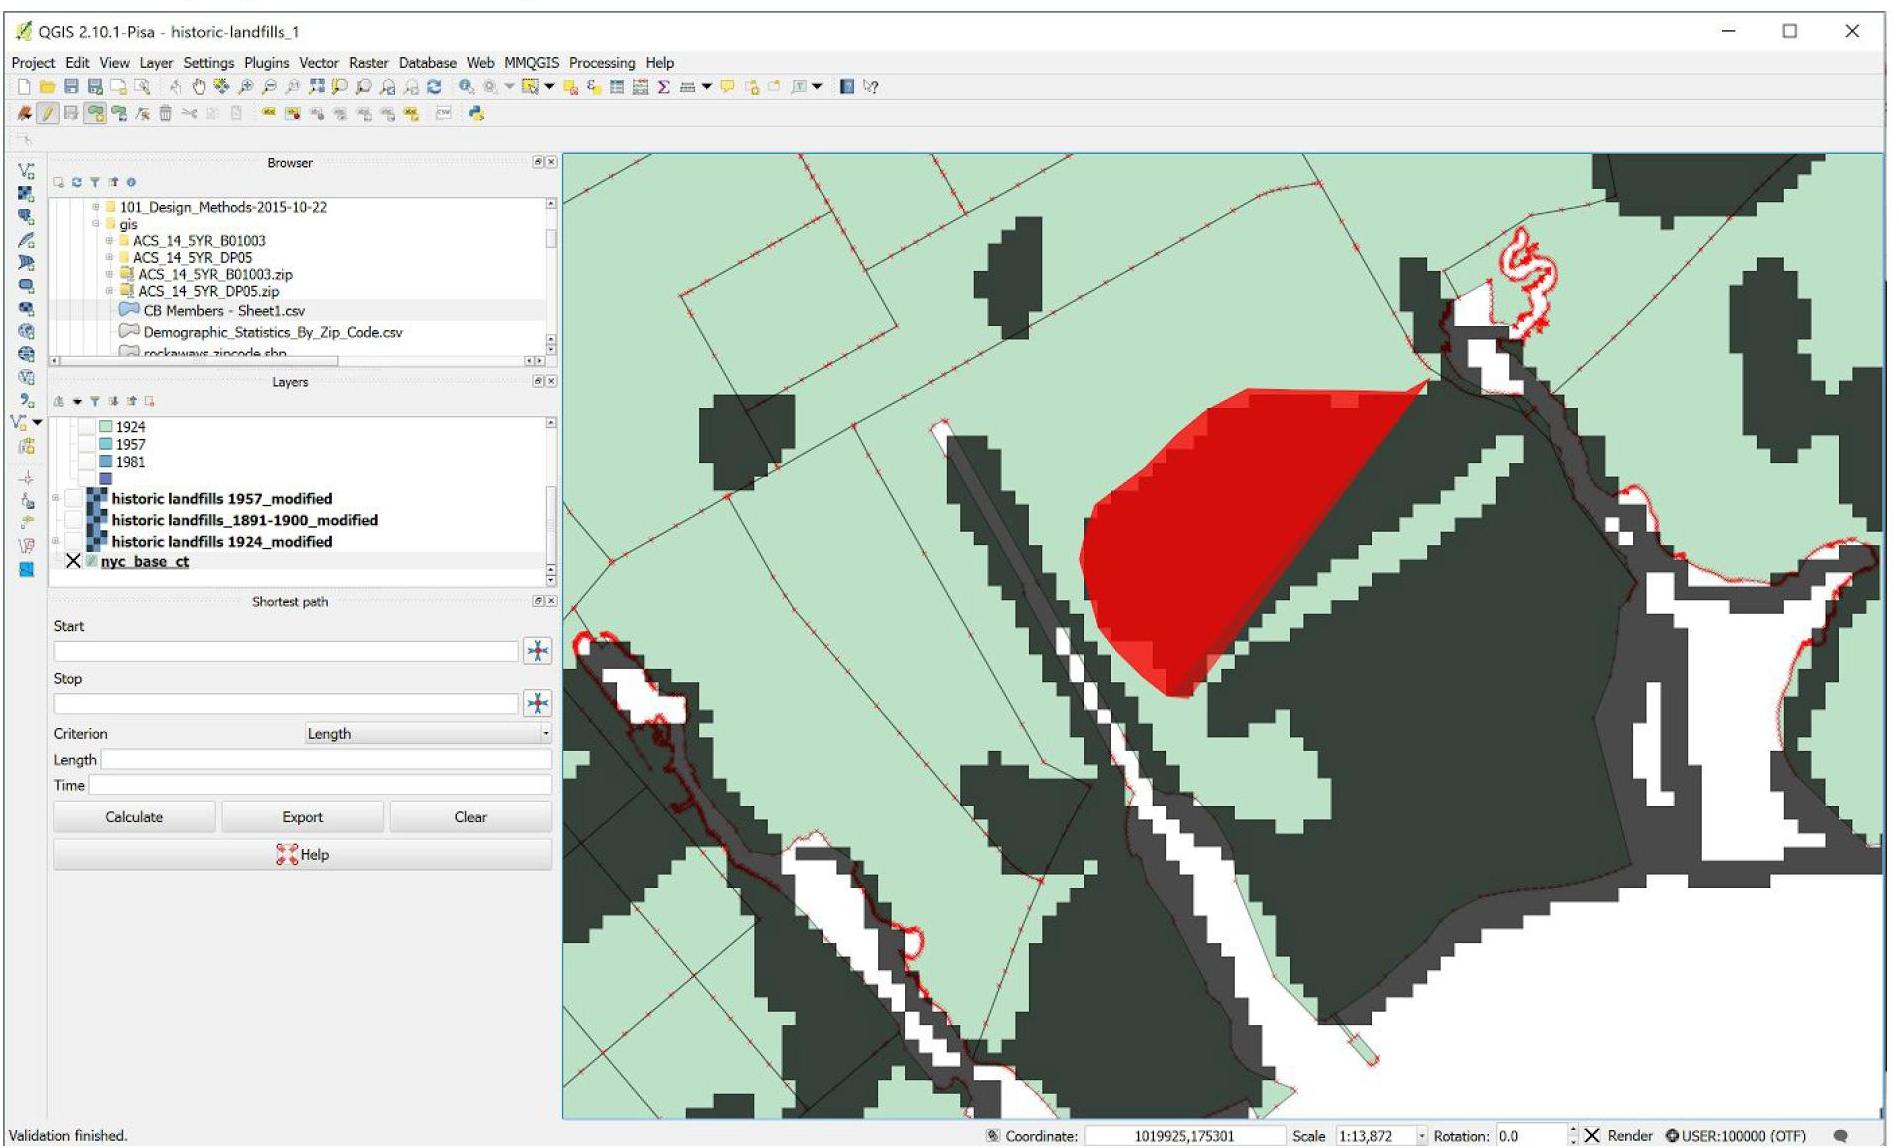 QGIS 2.10.1-Pisa - historic-landfills_1
Project Edit View Layer Settings Plugins Vector Raster Database Web MMQGIS Processing Help
Browser
101_Design_Methods-2015-10-22
gis
ACS_14_5YR_B01003
ACS_14_5YR_DP05
ACS_14_5YR_B01003.zip
ACS_14_5YR_DP05.zip
CB Members - Sheet1.csv
Demographic_Statistics_By_Zip_Code.csv
rockaways_zipcode.shp
Layers
1924
1957
1981
historic landfills 1957_modified
historic landfills_1891-1900_modified
historic landfills 1924_modified
nyc_base_ct
Shortest path
Start
Stop
Criterion Length
Length
Time
Calculate Export Clear
Help
Validation finished. Coordinate: 1019925,175301 Scale 1:13,872 Rotation: 0.0 Render USER:100000 (OTF)